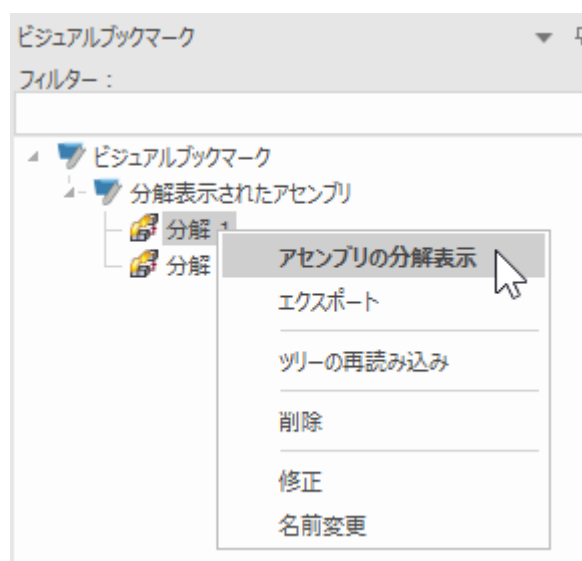 ビジュアルブックマーク
フィルター :
ビジュアルブックマーク
分解表示されたアセンブリ
分解 1
分解
アセンブリの分解表示
エクスポート
ツリーの再読み込み
削除
修正
名前変更